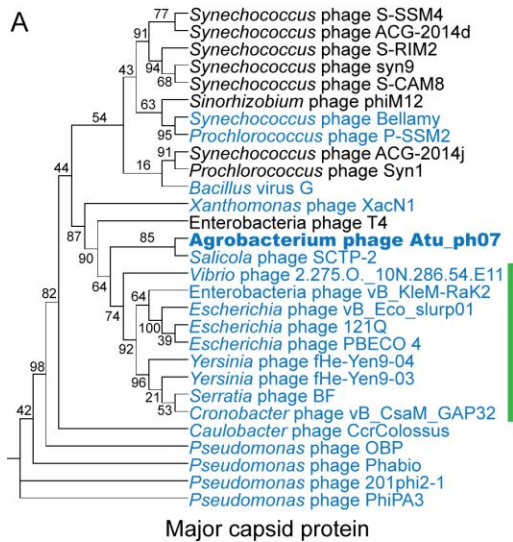 A
Synechococcus phage S-SSM4
77
Synechococcus phage ACG-2014d
91
Synechococcus phage S-RIM2
94
Synechococcus phage syn9
43
68
Synechococcus phage S-CAM8
Sinorhizobium phage phiM12
63
Synechococcus phage Bellamy
54
95
Prochlorococcus phage P-SSM2
Synechococcus phage ACG-2014j
91
16
Prochlorococcus phage Syn1
44
Bacillus virus G
Xanthomonas phage XacN1
87
Enterobacteria phage T4
90
85
Agrobacterium phage Atu_ph07
64
Salicola phage SCTP-2
Vibrio phage 2.275.O._10N.286.54.E11
82
74
64
Enterobacteria phage vB_KleM-RaK2
Escherichia phage vB_Eco_slurp01
100
Escherichia phage 121Q
92
39
Escherichia phage PBECO 4
Yersinia phage fHe-Yen9-04
98
96
Yersinia phage fHe-Yen9-03
21
Serratia phage BF
53
Cronobacter phage vB_CsaM_GAP32
42
Caulobacter phage CcrColossus
Pseudomonas phage OBP
Pseudomonas phage Phabio
Pseudomonas phage 201phi2-1
Pseudomonas phage PhiPA3
Major capsid protein